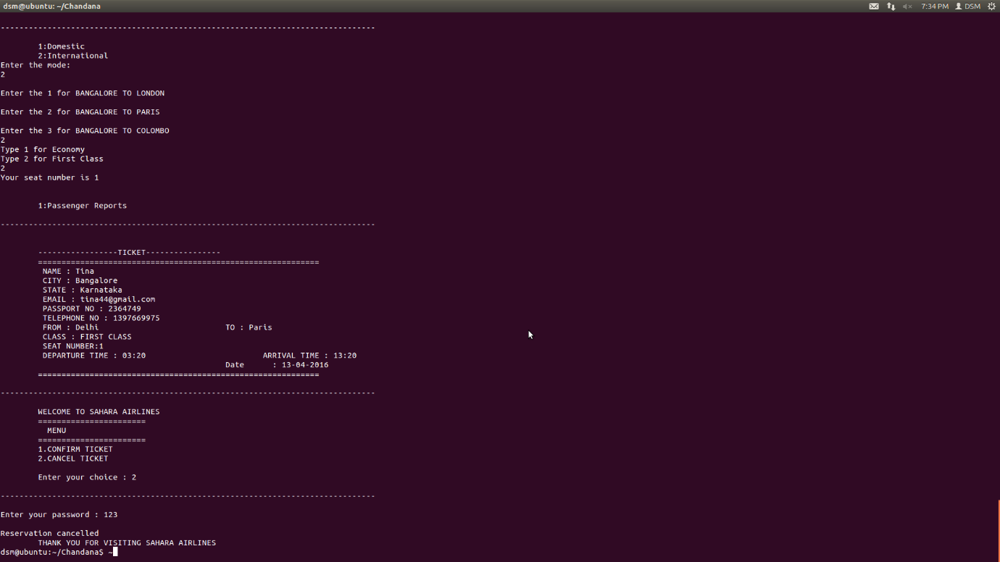 dsm@ubuntu: ~/Chandana 7:34 PM DSM
--------------------------------------------------------------------------------
1:Domestic
2:International
Enter the mode:
2
Enter the 1 for BANGALORE TO LONDON
Enter the 2 for BANGALORE TO PARIS
Enter the 3 for BANGALORE TO COLOMBO
2
Type 1 for Economy
Type 2 for First Class
2
Your seat number is 1
1:Passenger Reports
--------------------------------------------------------------------------------
-----------------TICKET----------------
============================================================
NAME : Tina
CITY : Bangalore
STATE : Karnataka
EMAIL : tina44@gmail.com
PASSPORT NO : 2364749
TELEPHONE NO : 1397669975
FROM : Delhi TO : Paris
CLASS : FIRST CLASS
SEAT NUMBER:1
DEPARTURE TIME : 03:20 ARRIVAL TIME : 13:20
Date : 13-04-2016
============================================================
--------------------------------------------------------------------------------
WELCOME TO SAHARA AIRLINES
=======================
MENU
=======================
1.CONFIRM TICKET
2.CANCEL TICKET
Enter your choice : 2
--------------------------------------------------------------------------------
Enter your password : 123
Reservation cancelled
THANK YOU FOR VISITING SAHARA AIRLINES
dsm@ubuntu:~/Chandana$ ~